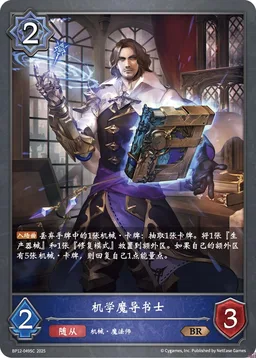 2
入场曲 丢弃手牌中的1张机械·卡牌：抽取1张卡牌。将1张『生
产器械』和1张『修复模式』放置到额外区。如果自己的额外区
有5张机械·卡牌，则回复自己1点能量点。
BP12-049SC 2025
© Cygames, Inc. Published by NetEase Games
机学魔导书士
2
随从
机械·魔法师
BR
3